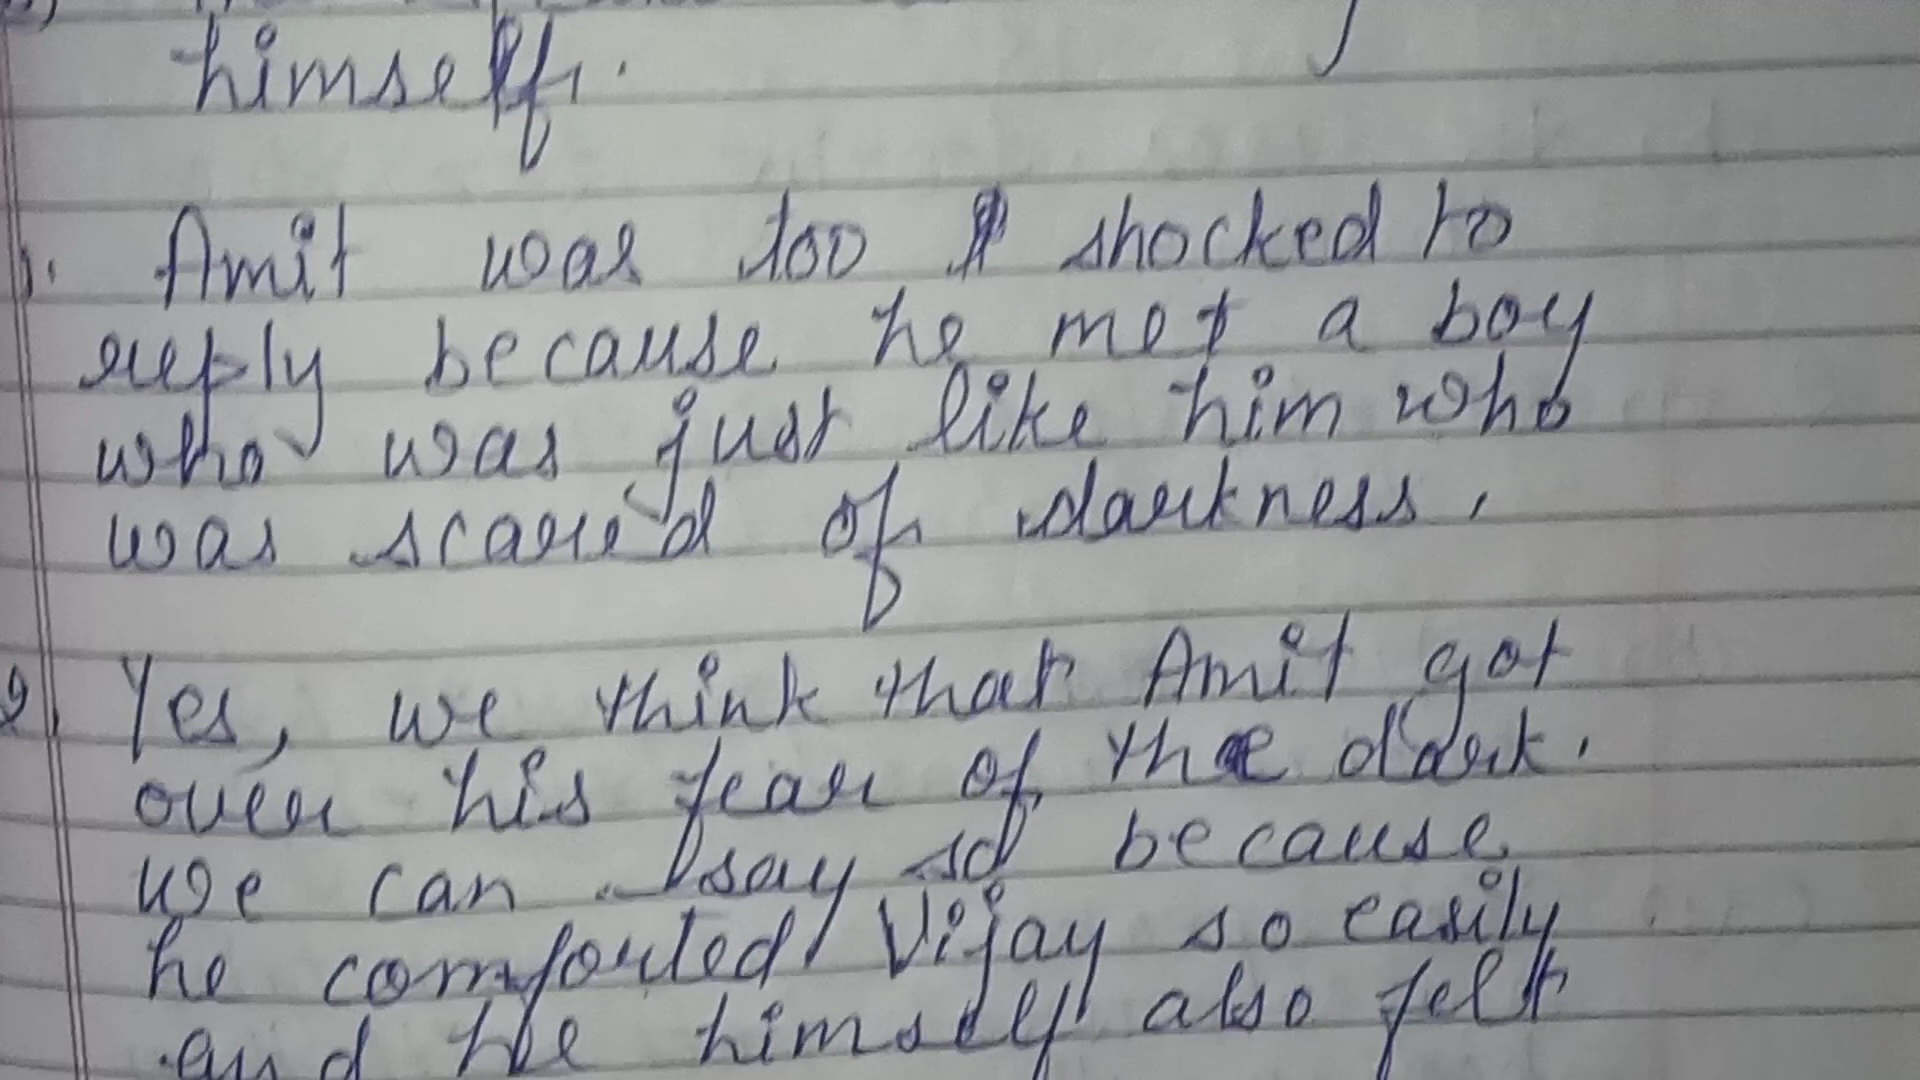 himself.
Amit was too shocked to
reply because he met a boy
who was just like him who
was scared of darkness.
9. Yes, we think that Amit got
over his fear of the dark.
we can say so because
he comforted Vijay so easily
and he himself also felt